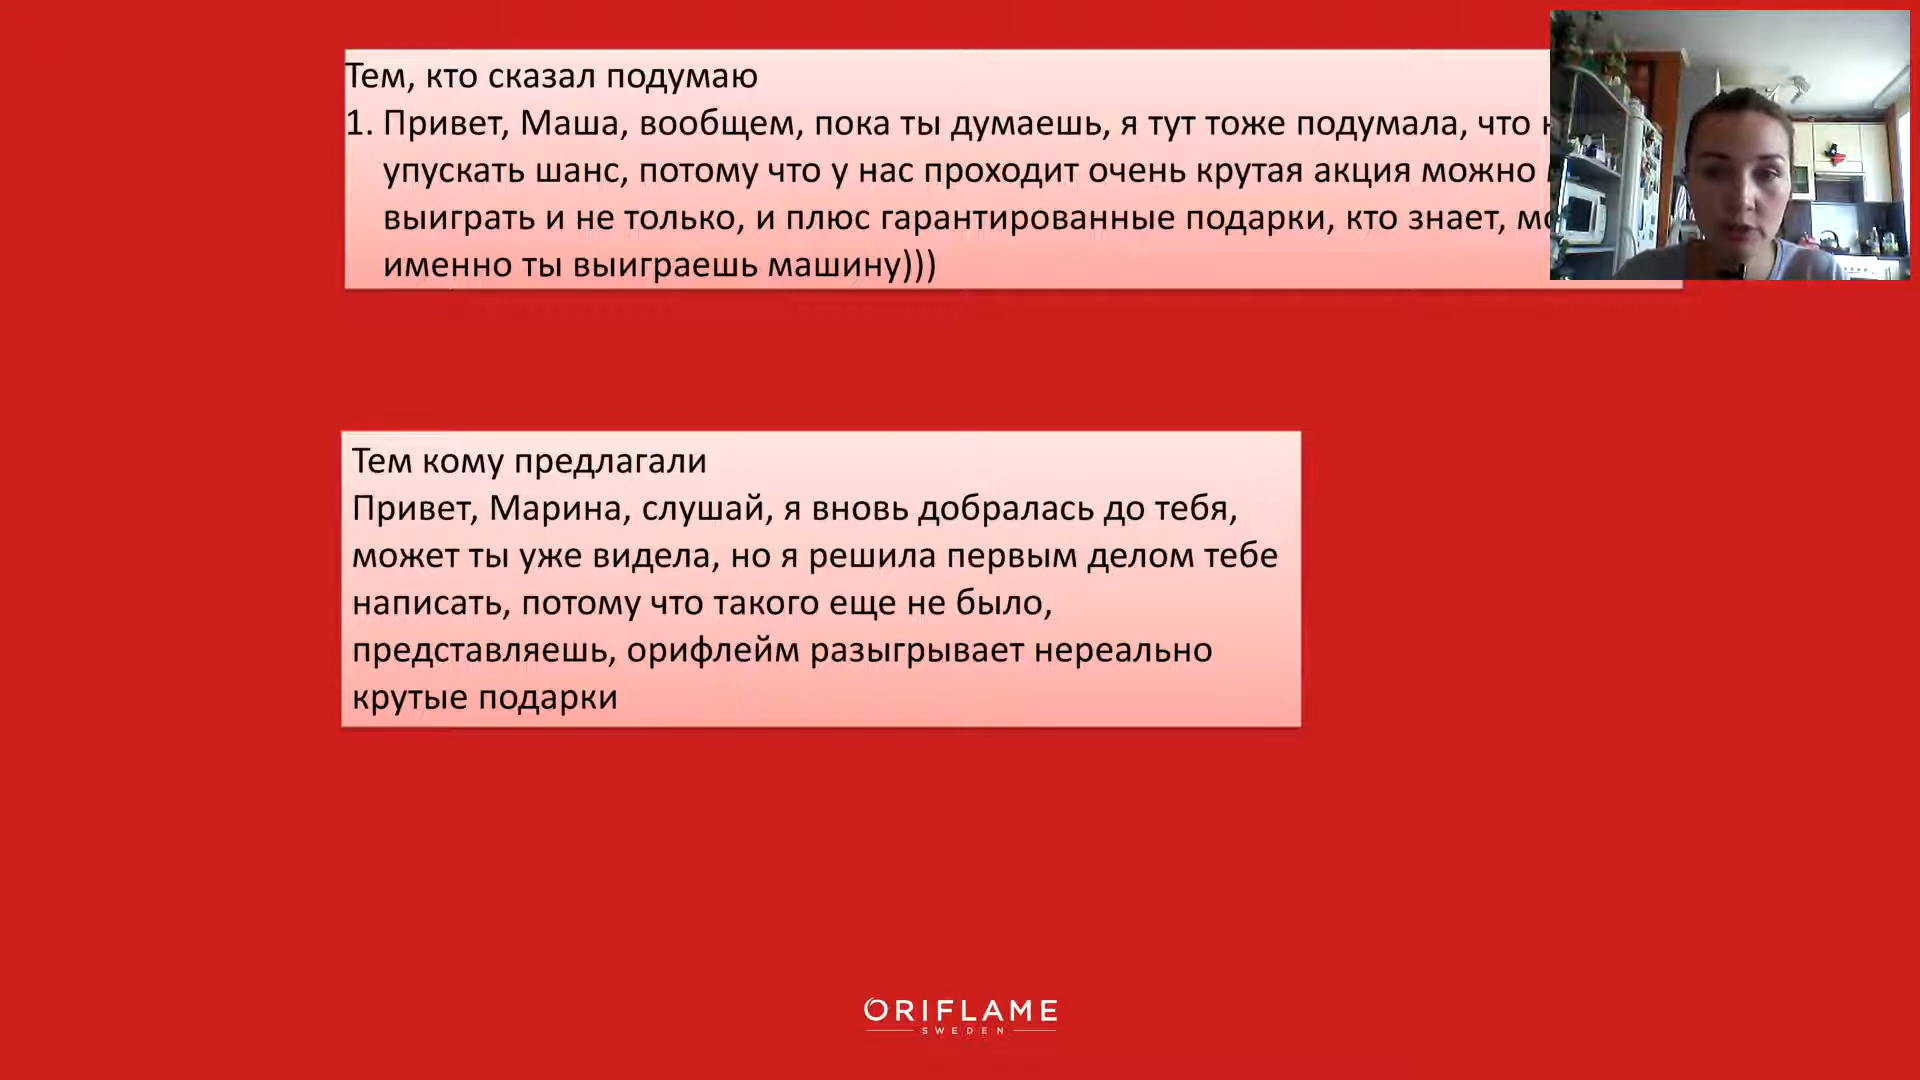 Тем, кто сказал подумаю
1. Привет, Маша, вообщем, пока ты думаешь, я тут тоже подумала, что
упускать шанс, потому что у нас проходит очень крутая акция можно
выиграть и не только, и плюс гарантированные подарки, кто знает,
именно ты выиграешь машину)))
Тем кому предлагали
Привет, Марина, слушай, я вновь добралась до тебя,
может ты уже видела, но я решила первым делом тебе
написать, потому что такого еще не было,
представляешь, орифлейм разыгрывает нереально
крутые подарки
ORIFLAME
SWEDEN